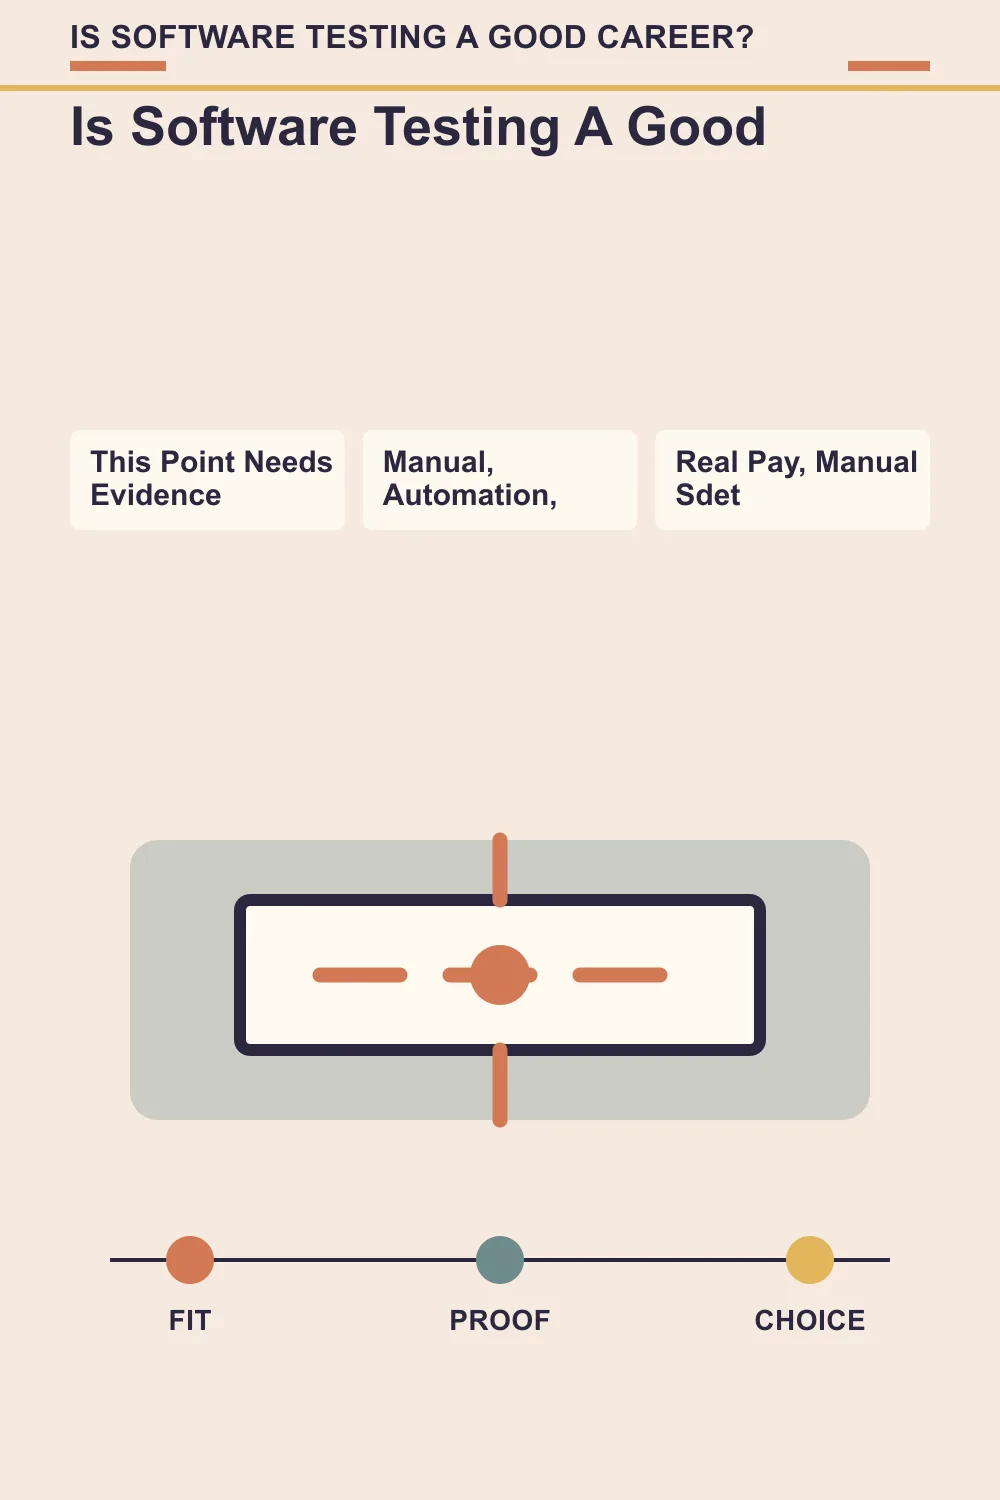 IS SOFTWARE TESTING A GOOD CAREER?
Is Software Testing A Good
This Point Needs
Evidence
Manual,
Automation,
Real Pay, Manual
Sdet
FIT
PROOF
CHOICE